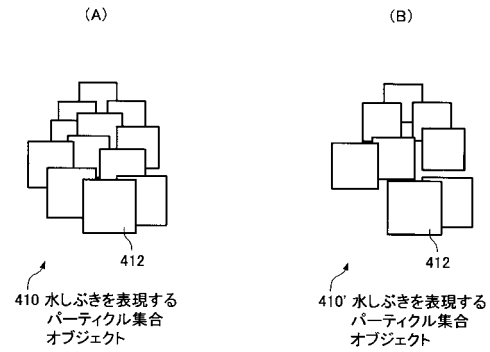 (A)
(B)
412
412
410 水しぶきを表現する
パーティクル集合
オブジェクト
410' 水しぶきを表現する
パーティクル集合
オブジェクト